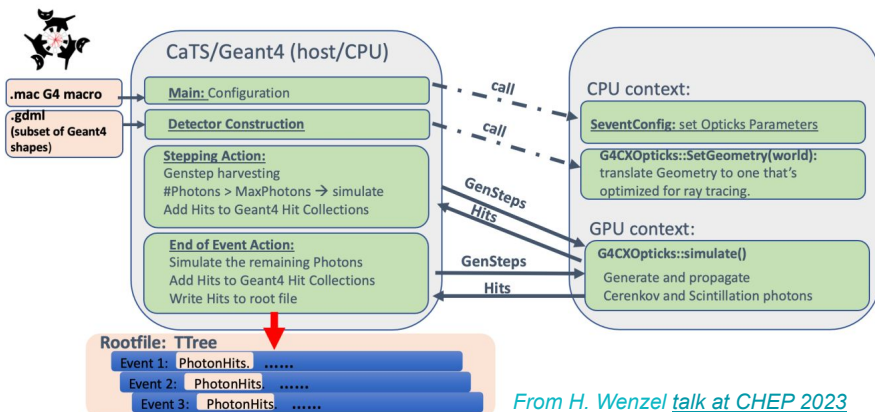 CaTS/Geant4 (host/CPU)
.mac G4 macro
.gdml
(subset of Geant4
shapes)
Main: Configuration
Detector Construction
Stepping Action:
Genstep harvesting
#Photons > MaxPhotons → simulate
Add Hits to Geant4 Hit Collections
End of Event Action:
Simulate the remaining Photons
Add Hits to Geant4 Hit Collections
Write Hits to root file
call
call
GenSteps
Hits
GenSteps
Hits
CPU context:
SeventConfig: set Opticks Parameters
G4CXOpticks::SetGeometry(world):
translate Geometry to one that's
optimized for ray tracing.
GPU context:
G4CXOpticks::simulate()
Generate and propagate
Cerenkov and Scintillation photons
Rootfile: TTree
Event 1: PhotonHits. ......
Event 2: PhotonHits. ......
Event 3: PhotonHits. ......
From H. Wenzel talk at CHEP 2023